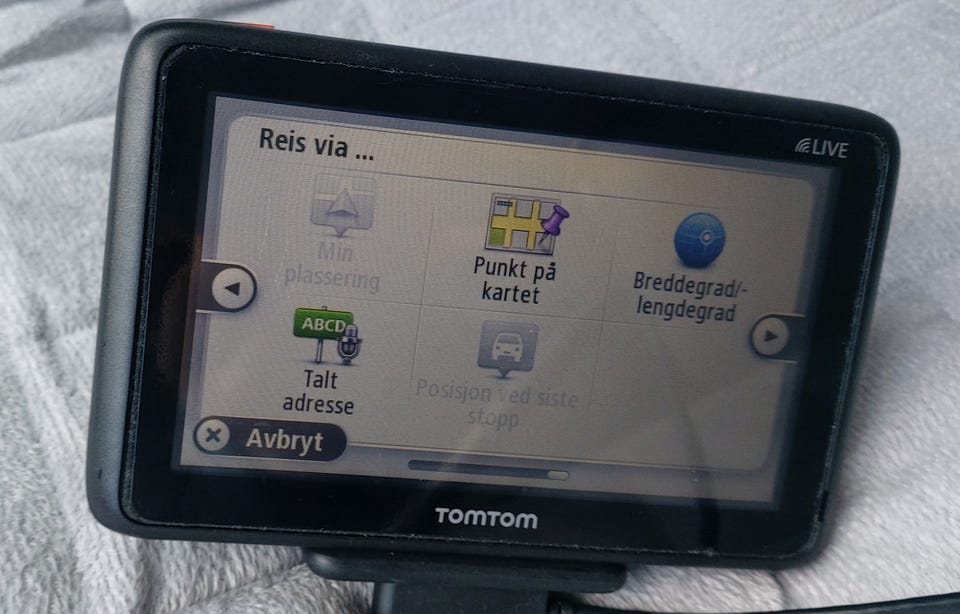 LIVE
Reis via ...
Min
plassering
Punkt på
kartet
Breddegrad/-
lengdegrad
ABCD
Talt
adresse
Posisjon ved siste
stopp
Avbryt
TOMTOM